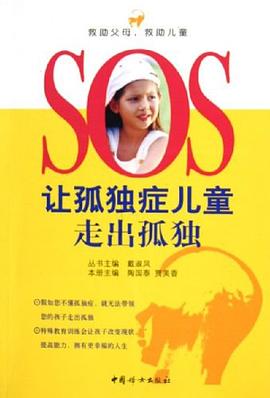 救助父母，救助儿童
SOS
让孤独症儿童
走出孤独
丛书主编 戴淑凤
本册主编 陶国泰 贾美香
⊙假如您不懂孤独症，就无法带领
您的孩子走出孤独
⊙特殊教育训练会让孩子改变现状，
提高能力，拥有更幸福的人生
中国妇女出版社